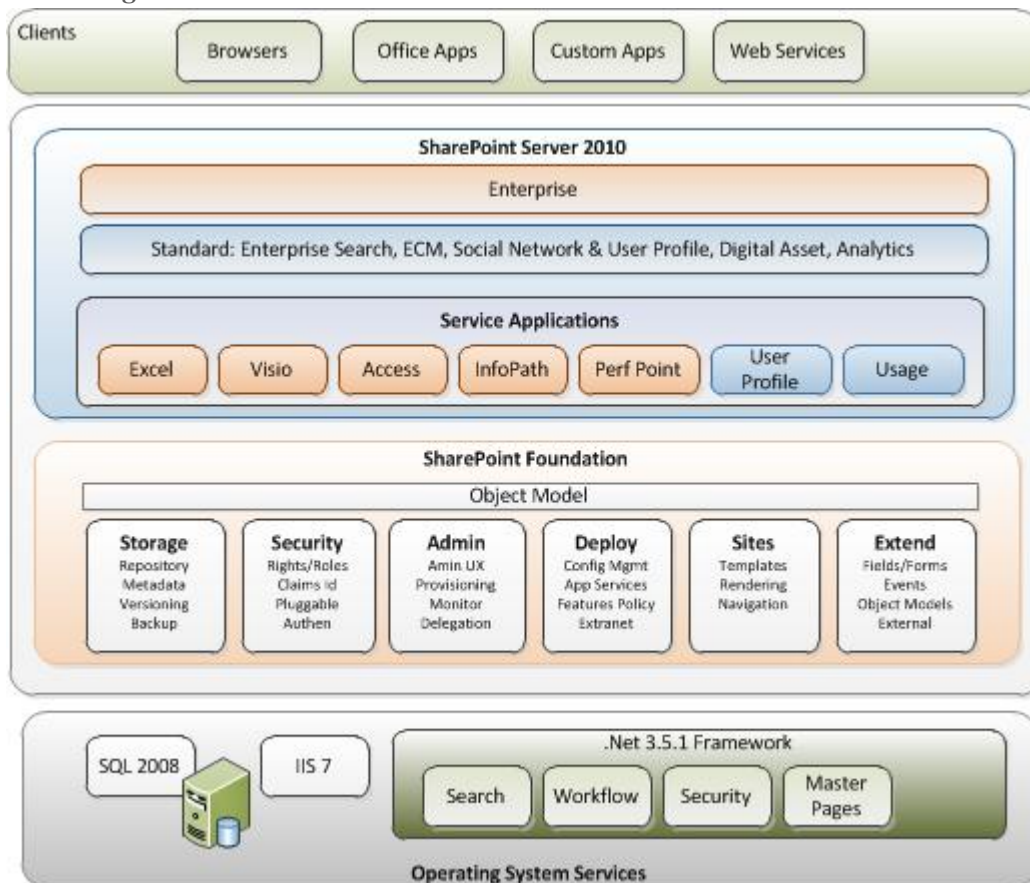 Clients
Browsers
Office Apps
Custom Apps
Web Services
SharePoint Server 2010
Enterprise
Standard: Enterprise Search, ECM, Social Network & User Profile, Digital Asset, Analytics
Service Applications
Excel
Visio
Access
InfoPath
Perf Point
User
Profile
Usage
SharePoint Foundation
Object Model
Storage
Repository
Metadata
Versioning
Backup
Security
Rights/Roles
Claims Id
Pluggable
Authen
Admin
Amin UX
Provisioning
Monitor
Delegation
Deploy
Config Mgmt
App Services
Features Policy
Extranet
Sites
Templates
Rendering
Navigation
Extend
Fields/Forms
Events
Object Models
External
SQL 2008
IIS 7
.Net 3.5.1 Framework
Search
Workflow
Security
Master
Pages
Operating System Services